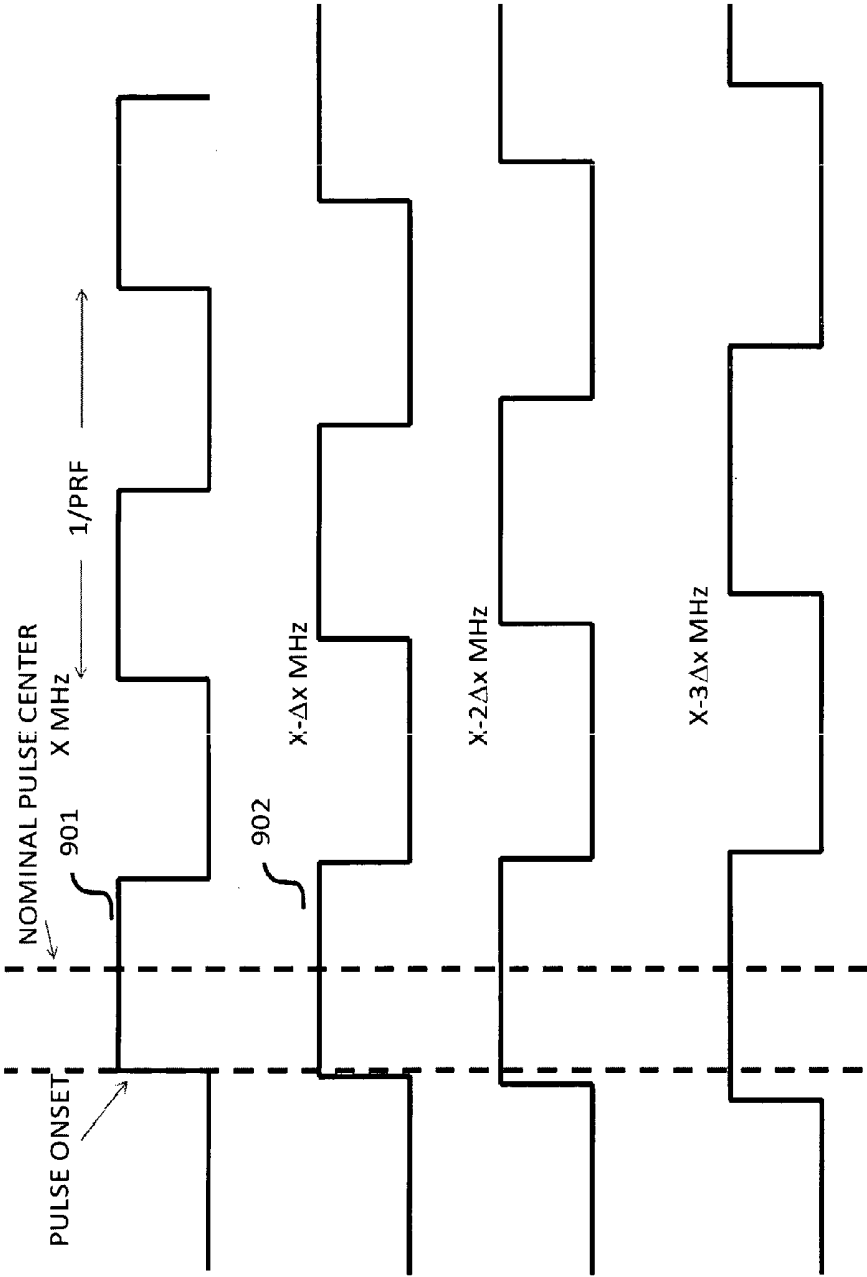 NOMINAL PULSE CENTER
X MHz
1/PRF
901
PULSE ONSET
902
X-Δx MHz
X-2Δx MHz
X-3Δx MHz